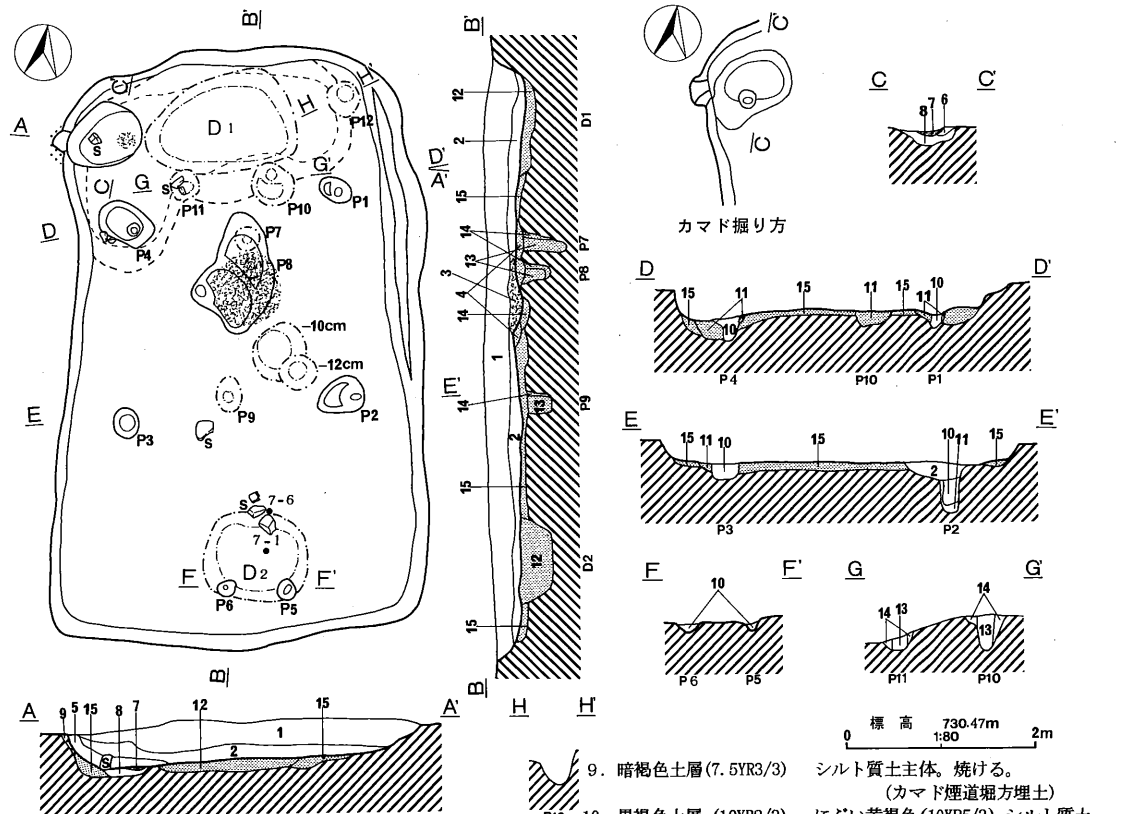 B'
A
C'
H'
H
D1
P12
S
C
G
G'
S
P11
P10
P1
D
P4
P7
P8
10cm
12cm
E
P9
P2
P3
S
S
7-6
7-1
F
D2
F'
P6
P5
B
B'
12
D1
2
D'
A'
15
14
P7
13
P8
3
4
14
1
E'
14
13
P9
2
15
12
D2
15
B
C'
C
カマド掘り方
C
C'
8 7 6
D
D'
15 11 15 11 15 11 10
10
P4 P10 P1
E
E'
15 11 10 15 10 11 15
2
P3 P2
F
F'
10
P6 P5
G
G'
14 13 14
13
P11 P10
A
A'
9 5 15 8 7 12 15
1
2
S
H
H'
標高 730.47m
0 1:80 2m
9. 暗褐色土層(7.5YR3/3) シルト質土主体。焼ける。
(カマド煙道堀方埋土)